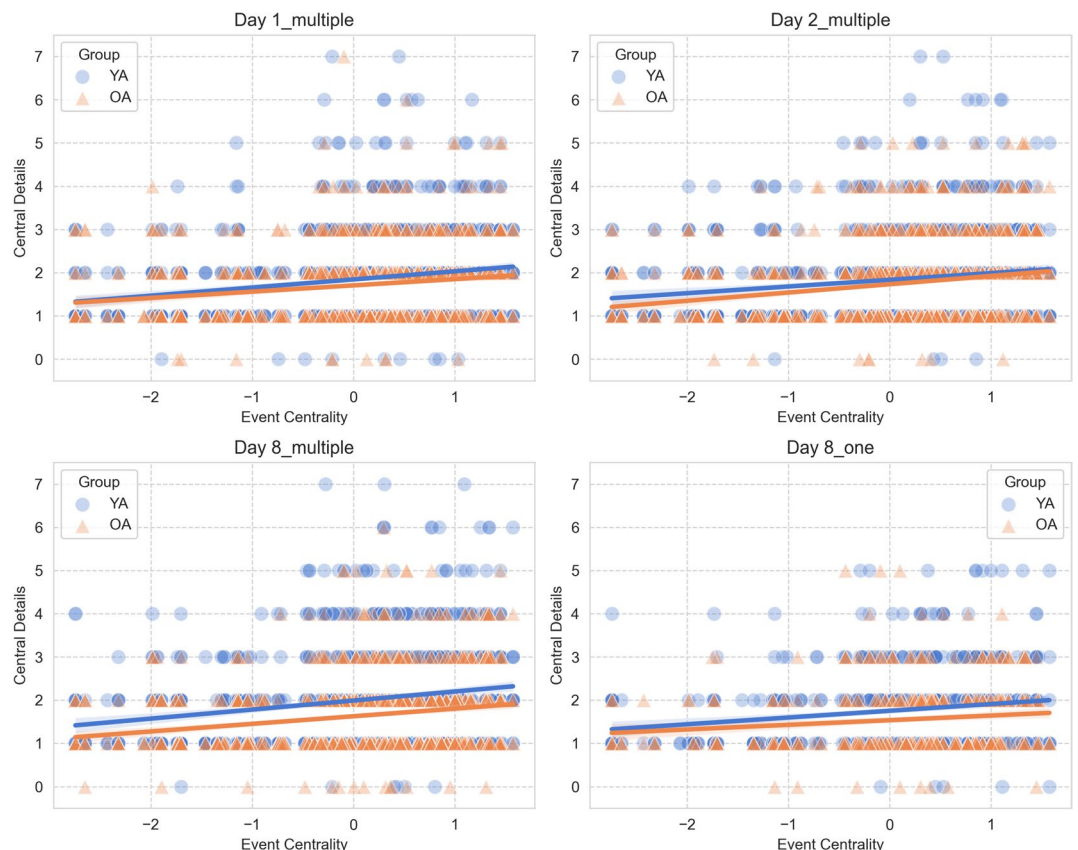 Day 1_multiple
Central Details
7
6
5
4
3
2
1
0
Group
YA
OA
−2
−1
0
1
Event Centrality
Day 2_multiple
Central Details
7
6
5
4
3
2
1
0
Group
YA
OA
−2
−1
0
1
Event Centrality
Day 8_multiple
Central Details
7
6
5
4
3
2
1
0
Group
YA
OA
−2
−1
0
1
Event Centrality
Day 8_one
Central Details
7
6
5
4
3
2
1
0
Group
YA
OA
−2
−1
0
1
Event Centrality